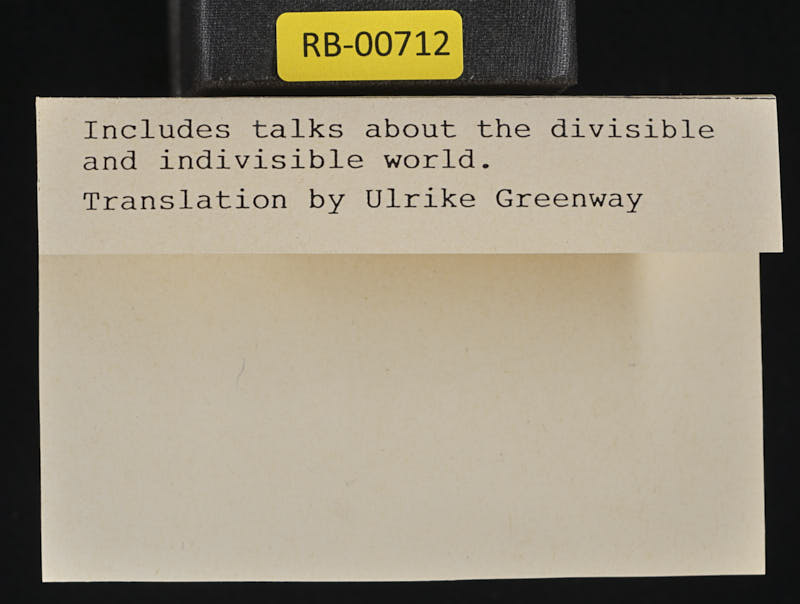 RB-00712
Includes talks about the divisible
and indivisible world.
Translation by Ulrike Greenway